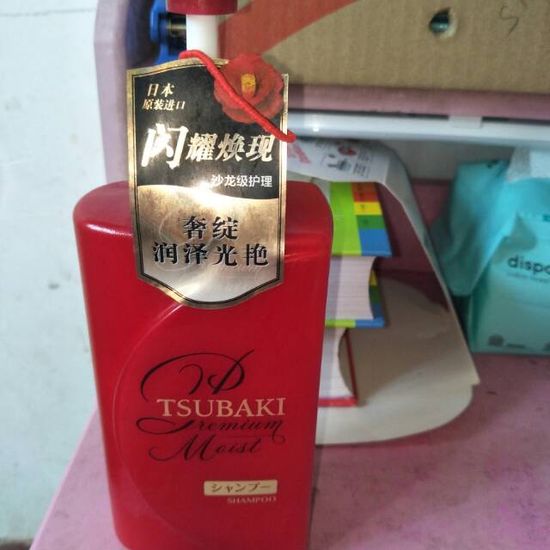 日本
原装进口
闪耀焕现
沙龙级护理
奢绽
润泽光艳
TSUBAKI
Premium
Moist
シャンプー
SHAMPOO
dispo